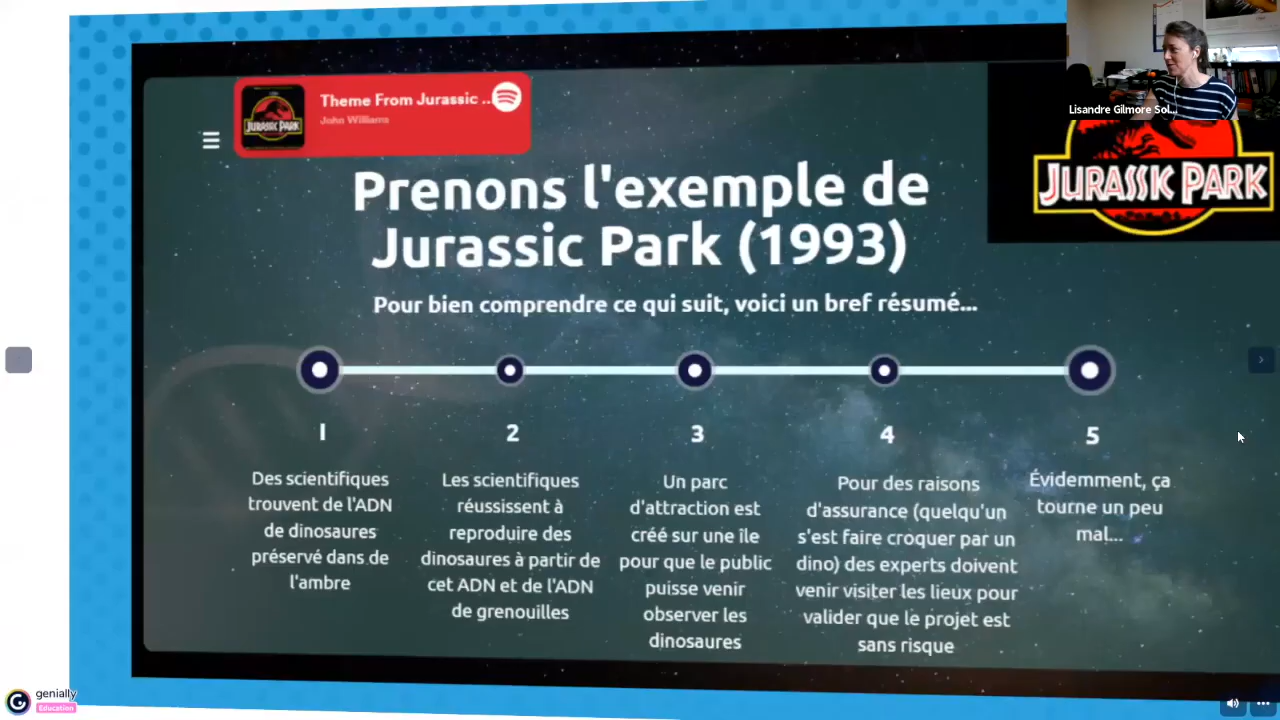 Theme From Jurassic ...
John Williams
JURASSIC PARK
Lisandre Gilmore Sol...
JURASSIC PARK
Prenons l'exemple de
Jurassic Park (1993)
Pour bien comprendre ce qui suit, voici un bref résumé...
1
Des scientifiques
trouvent de l'ADN
de dinosaures
préservé dans de
l'ambre
2
Les scientifiques
réussissent à
reproduire des
dinosaures à partir de
cet ADN et de l'ADN
de grenouilles
3
Un parc
d'attraction est
créé sur une île
pour que le public
puisse venir
observer les
dinosaures
4
Pour des raisons
d'assurance (quelqu'un
s'est faire croquer par un
dino) des experts doivent
venir visiter les lieux pour
valider que le projet est
sans risque
5
Évidemment, ça
tourne un peu
mal...
genially
Education